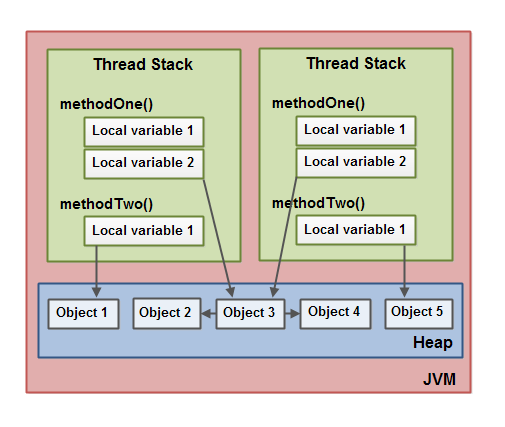 Thread Stack
methodOne()
Local variable 1
Local variable 2
methodTwo()
Local variable 1
Thread Stack
methodOne()
Local variable 1
Local variable 2
methodTwo()
Local variable 1
Object 1
Object 2
Object 3
Object 4
Object 5
Heap
JVM